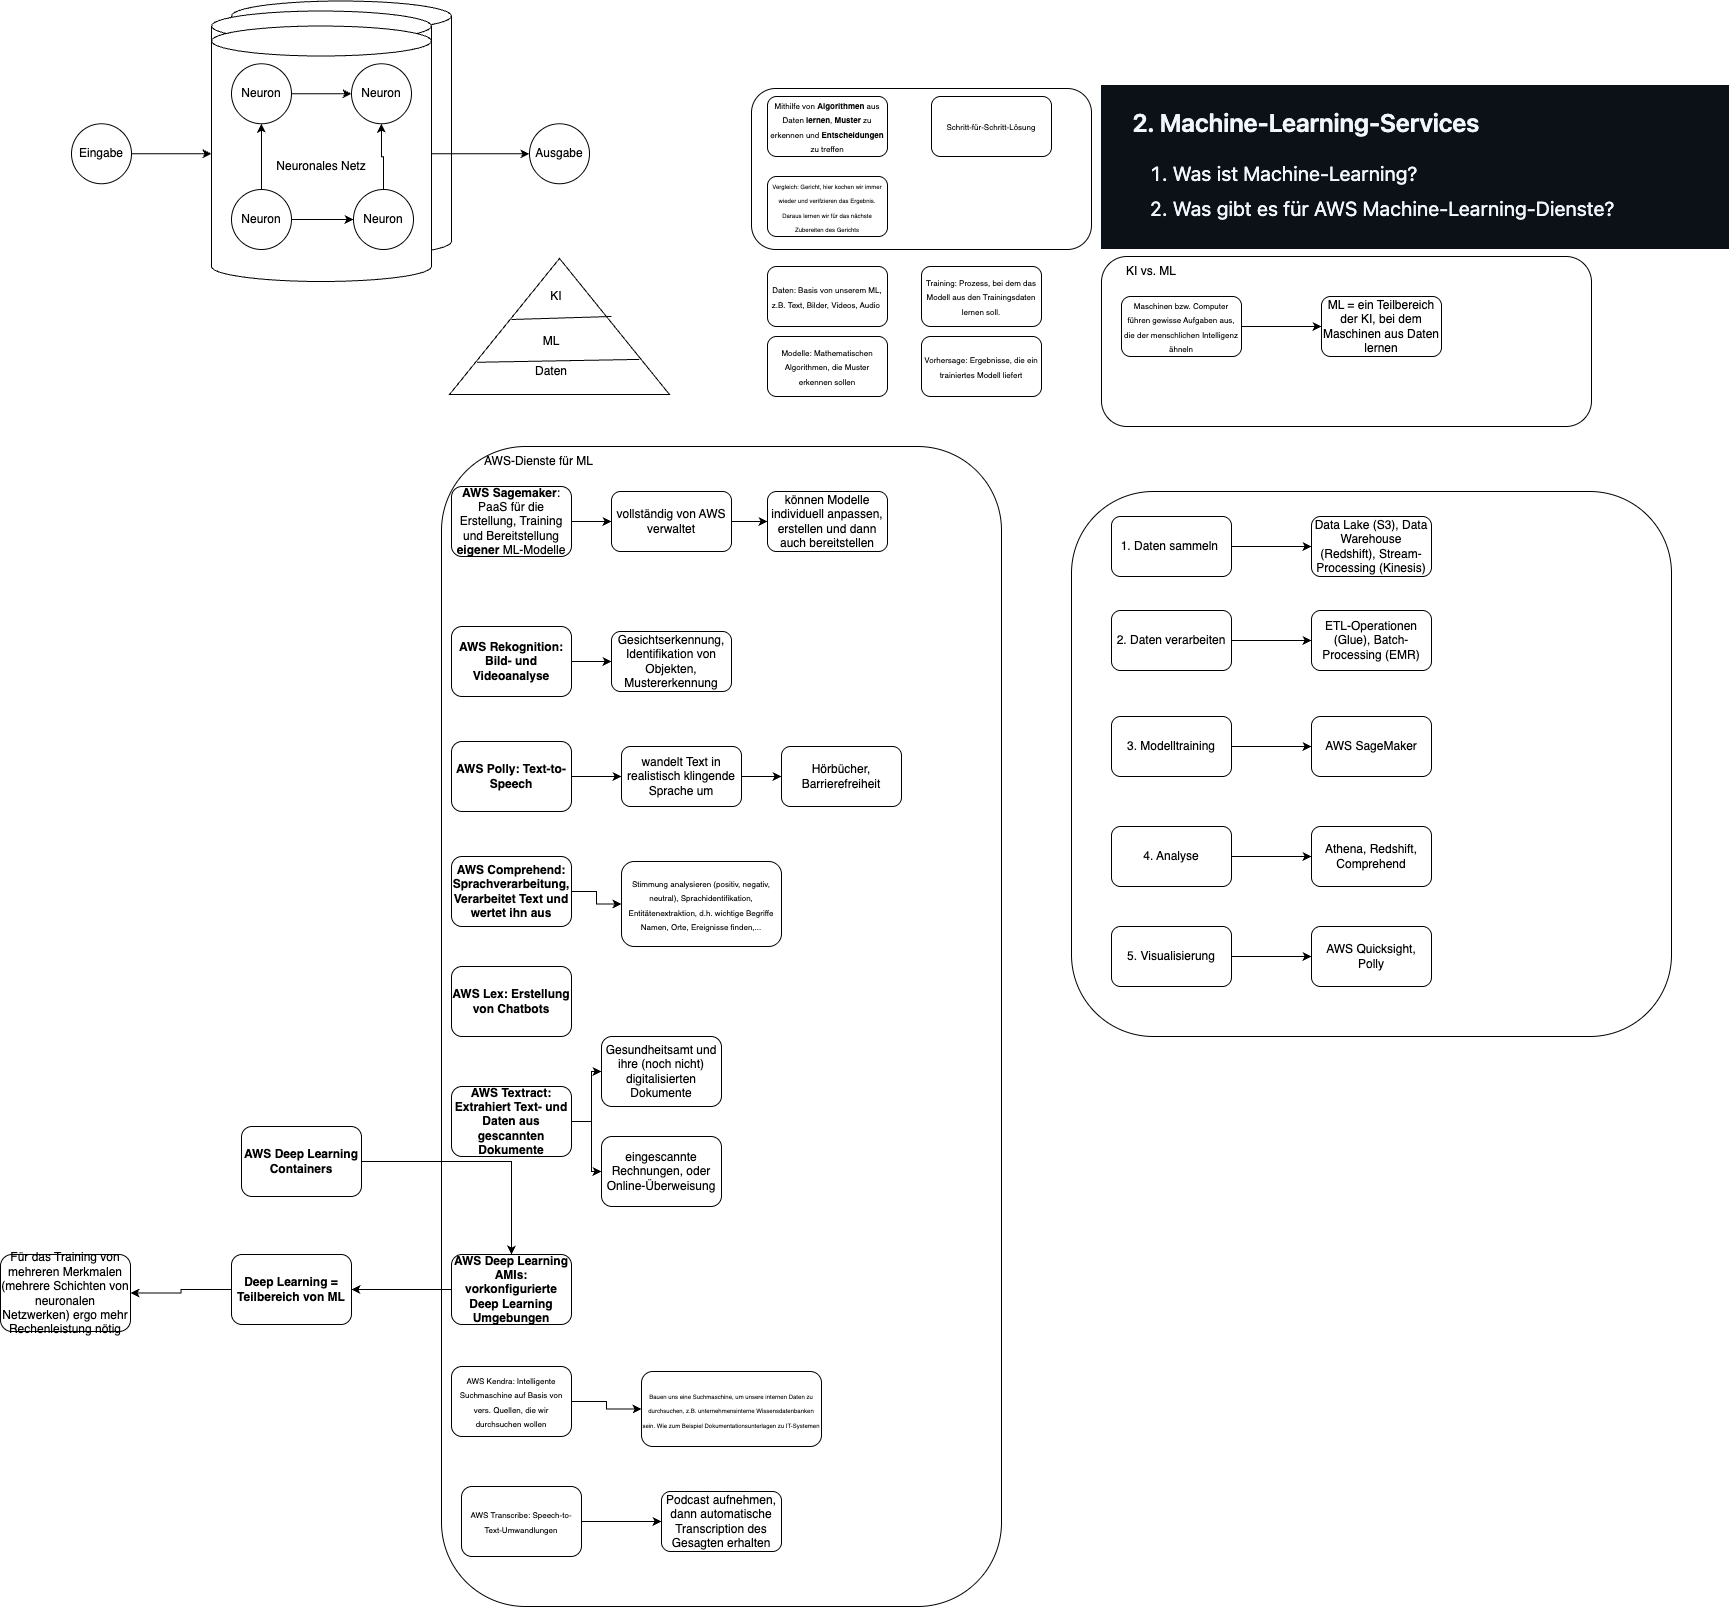 Neuron
Neuron
Eingabe
Neuronales Netz
Ausgabe
Neuron
Neuron
Mithilfe von Algorithmen aus
Daten lernen, Muster zu
erkennen und Entscheidungen
zu treffen
Schritt-für-Schritt-Lösung
Vergleich: Gericht, hier kochen wir immer
wieder und verifzieren das Ergebnis.
Daraus lernen wir für das nächste
Zubereiten des Gerichts
2. Machine-Learning-Services
1. Was ist Machine-Learning?
2. Was gibt es für AWS Machine-Learning-Dienste?
KI
ML
Daten
Daten: Basis von unserem ML,
z.B. Text, Bilder, Videos, Audio
Training: Prozess, bei dem das
Modell aus den Trainingsdaten
lernen soll.
Modelle: Mathematischen
Algorithmen, die Muster
erkennen sollen
Vorhersage: Ergebnisse, die ein
trainiertes Modell liefert
KI vs. ML
Maschinen bzw. Computer
führen gewisse Aufgaben aus,
die der menschlichen Intelligenz
ähneln
ML = ein Teilbereich
der KI, bei dem
Maschinen aus Daten
lernen
AWS-Dienste für ML
AWS Sagemaker:
PaaS für die
Erstellung, Training
und Bereitstellung
eigener ML-Modelle
vollständig von AWS
verwaltet
können Modelle
individuell anpassen,
erstellen und dann
auch bereitstellen
AWS Rekognition:
Bild- und
Videoanalyse
Gesichtserkennung,
Identifikation von
Objekten,
Mustererkennung
AWS Polly: Text-to-
Speech
wandelt Text in
realistisch klingende
Sprache um
Hörbücher,
Barrierefreiheit
AWS Comprehend:
Sprachverarbeitung,
Verarbeitet Text und
wertet ihn aus
Stimmung analysieren (positiv, negativ,
neutral), Sprachidentifikation,
Entitätenextraktion, d.h. wichtige Begriffe
Namen, Orte, Ereignisse finden,...
AWS Lex: Erstellung
von Chatbots
AWS Textract:
Extrahiert Text- und
Daten aus
gescannten
Dokumente
Gesundheitsamt und
ihre (noch nicht)
digitalisierten
Dokumente
eingescannte
Rechnungen, oder
Online-Überweisung
AWS Deep Learning
Containers
AWS Deep Learning
AMIs:
vorkonfigurierte
Deep Learning
Umgebungen
Deep Learning =
Teilbereich von ML
Für das Training von
mehreren Merkmalen
(mehrere Schichten von
neuronalen
Netzwerken) ergo mehr
Rechenleistung nötig
AWS Kendra: Intelligente
Suchmaschine auf Basis von
vers. Quellen, die wir
durchsuchen wollen
Bauen uns eine Suchmaschine, um unsere internen Daten zu
durchsuchen, z.B. unternehmensinterne Wissensdatenbanken
sein. Wie zum Beispiel Dokumentationsunterlagen zu IT-Systemen
AWS Transcribe: Speech-to-
Text-Umwandlungen
Podcast aufnehmen,
dann automatische
Transcription des
Gesagten erhalten
1. Daten sammeln
Data Lake (S3), Data
Warehouse
(Redshift), Stream-
Processing (Kinesis)
2. Daten verarbeiten
ETL-Operationen
(Glue), Batch-
Processing (EMR)
3. Modelltraining
AWS SageMaker
4. Analyse
Athena, Redshift,
Comprehend
5. Visualisierung
AWS Quicksight,
Polly